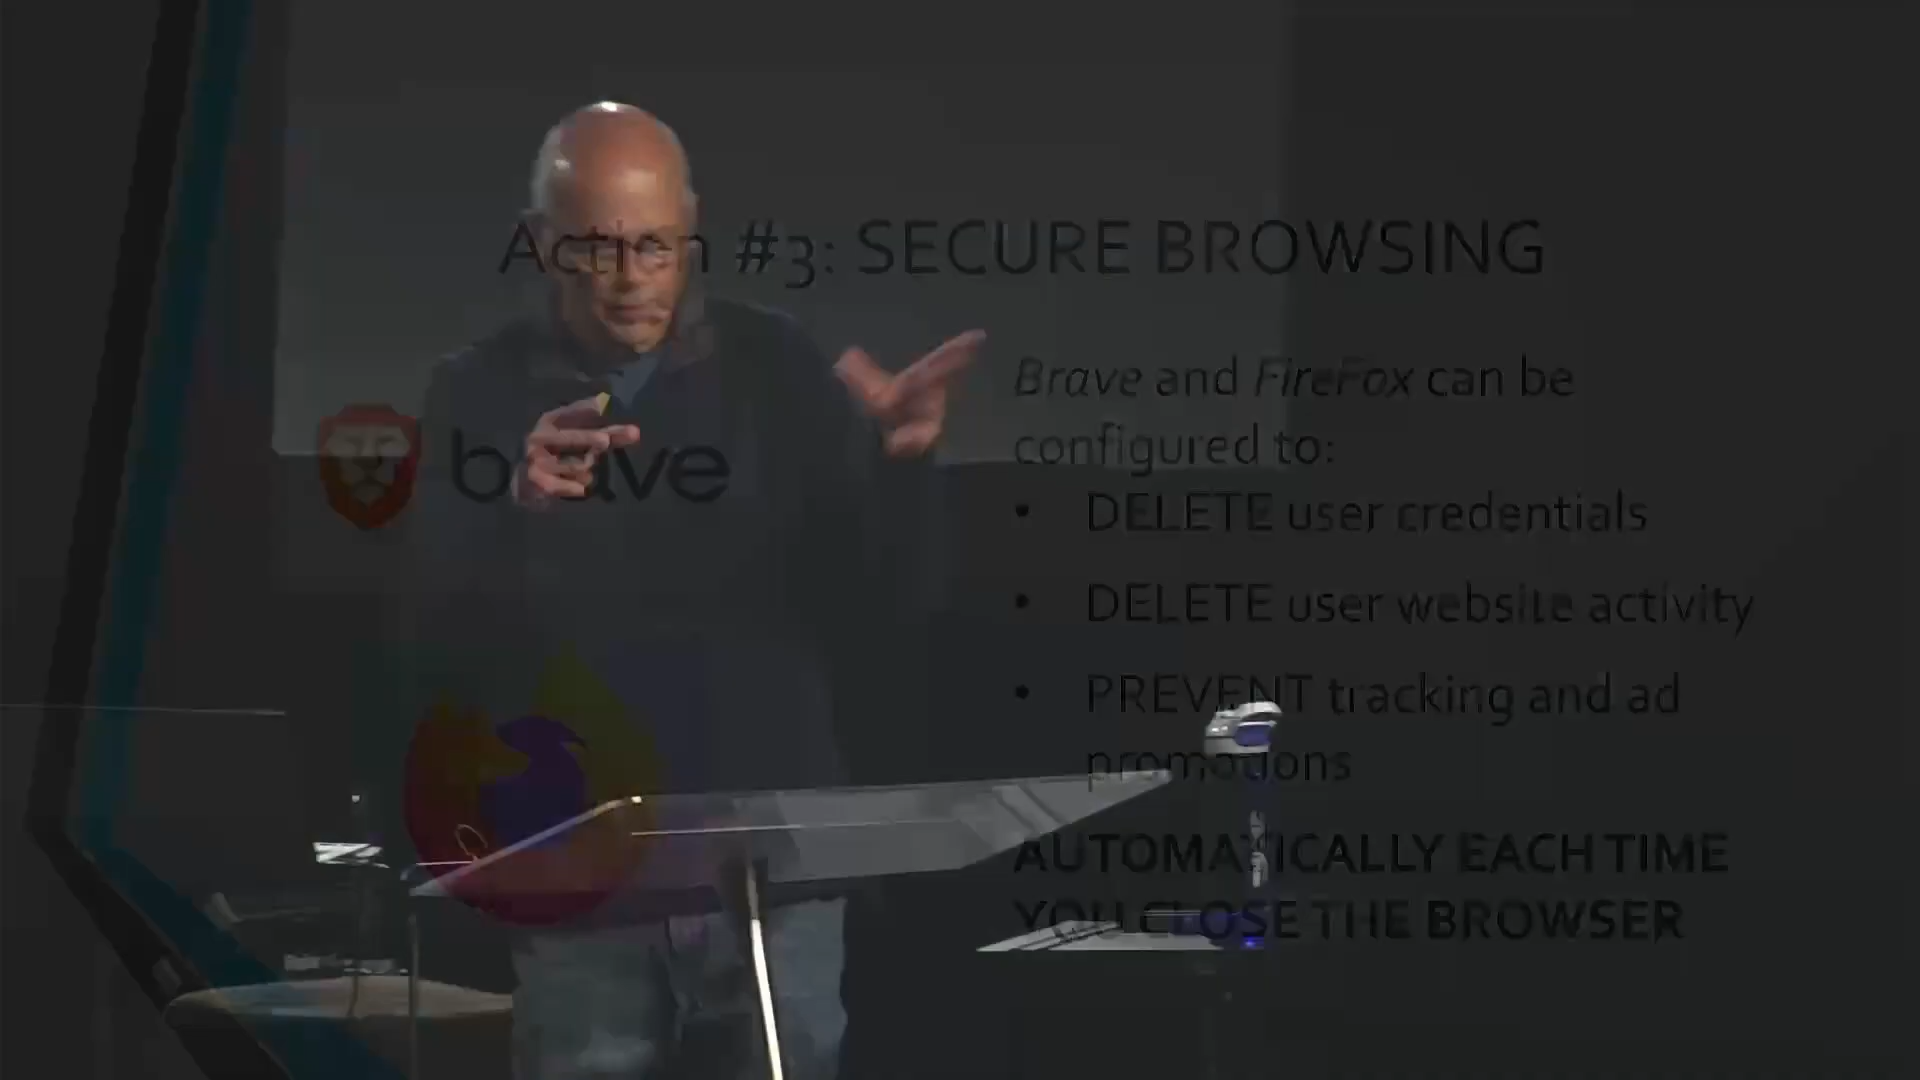 Action #3: SECURE BROWSING
brave
Brave and FireFox can be
configured to:
• DELETE user credentials
• DELETE user website activity
• PREVENT tracking and ad
promotions
AUTOMATICALLY EACH TIME
YOU CLOSE THE BROWSER